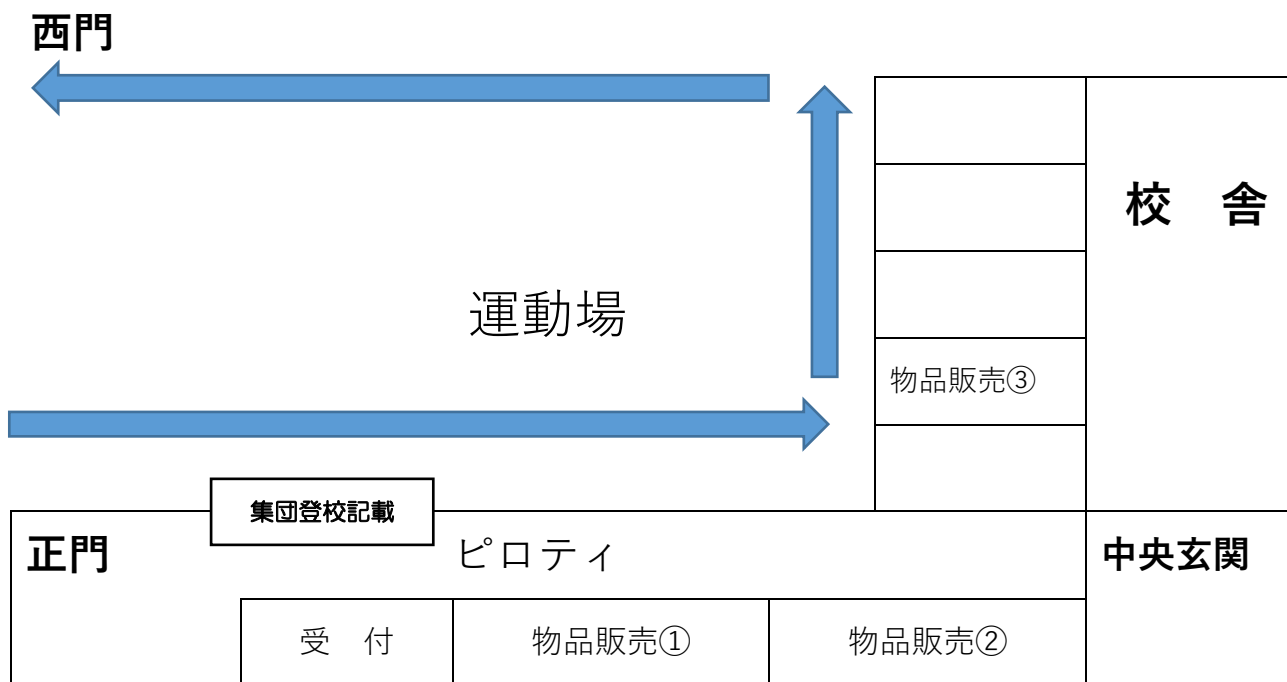 西門
校　舎
運動場
物品販売③
集団登校記載
正門
ピロティ
中央玄関
受　付
物品販売①
物品販売②